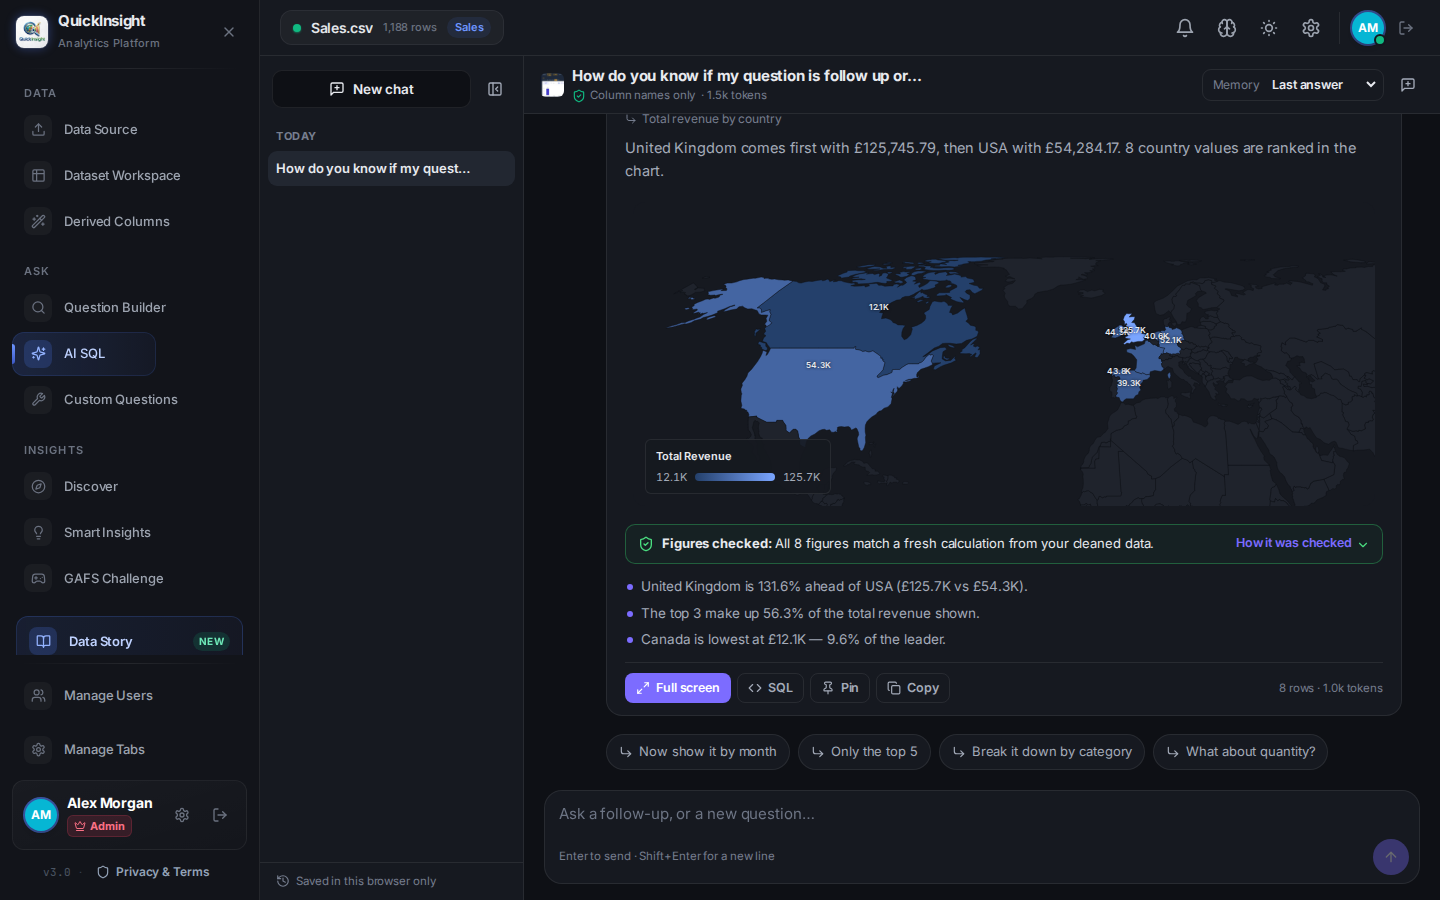 QuickInsight
Analytics Platform
DATA
Data Source
Dataset Workspace
Derived Columns
ASK
Question Builder
AI SQL
Custom Questions
INSIGHTS
Discover
Smart Insights
GAFS Challenge
Data Story NEW
Manage Users
Manage Tabs
AM
Alex Morgan
Admin
v3.0 · Privacy & Terms
Sales.csv 1,188 rows Sales
AM
New chat
TODAY
How do you know if my quest...
Saved in this browser only
How do you know if my question is follow up or...
Column names only · 1.5k tokens
Memory Last answer
Total revenue by country
United Kingdom comes first with £125,745.79, then USA with £54,284.17. 8 country values are ranked in the
chart.
12.1K
54.3K
125.7K
40.6K
32.1K
43.8K
39.3K
Total Revenue
12.1K 125.7K
Figures checked: All 8 figures match a fresh calculation from your cleaned data.
How it was checked
United Kingdom is 131.6% ahead of USA (£125.7K vs £54.3K).
The top 3 make up 56.3% of the total revenue shown.
Canada is lowest at £12.1K — 9.6% of the leader.
Full screen
SQL
Pin
Copy
8 rows · 1.0k tokens
Now show it by month
Only the top 5
Break it down by category
What about quantity?
Ask a follow-up, or a new question...
Enter to send · Shift+Enter for a new line